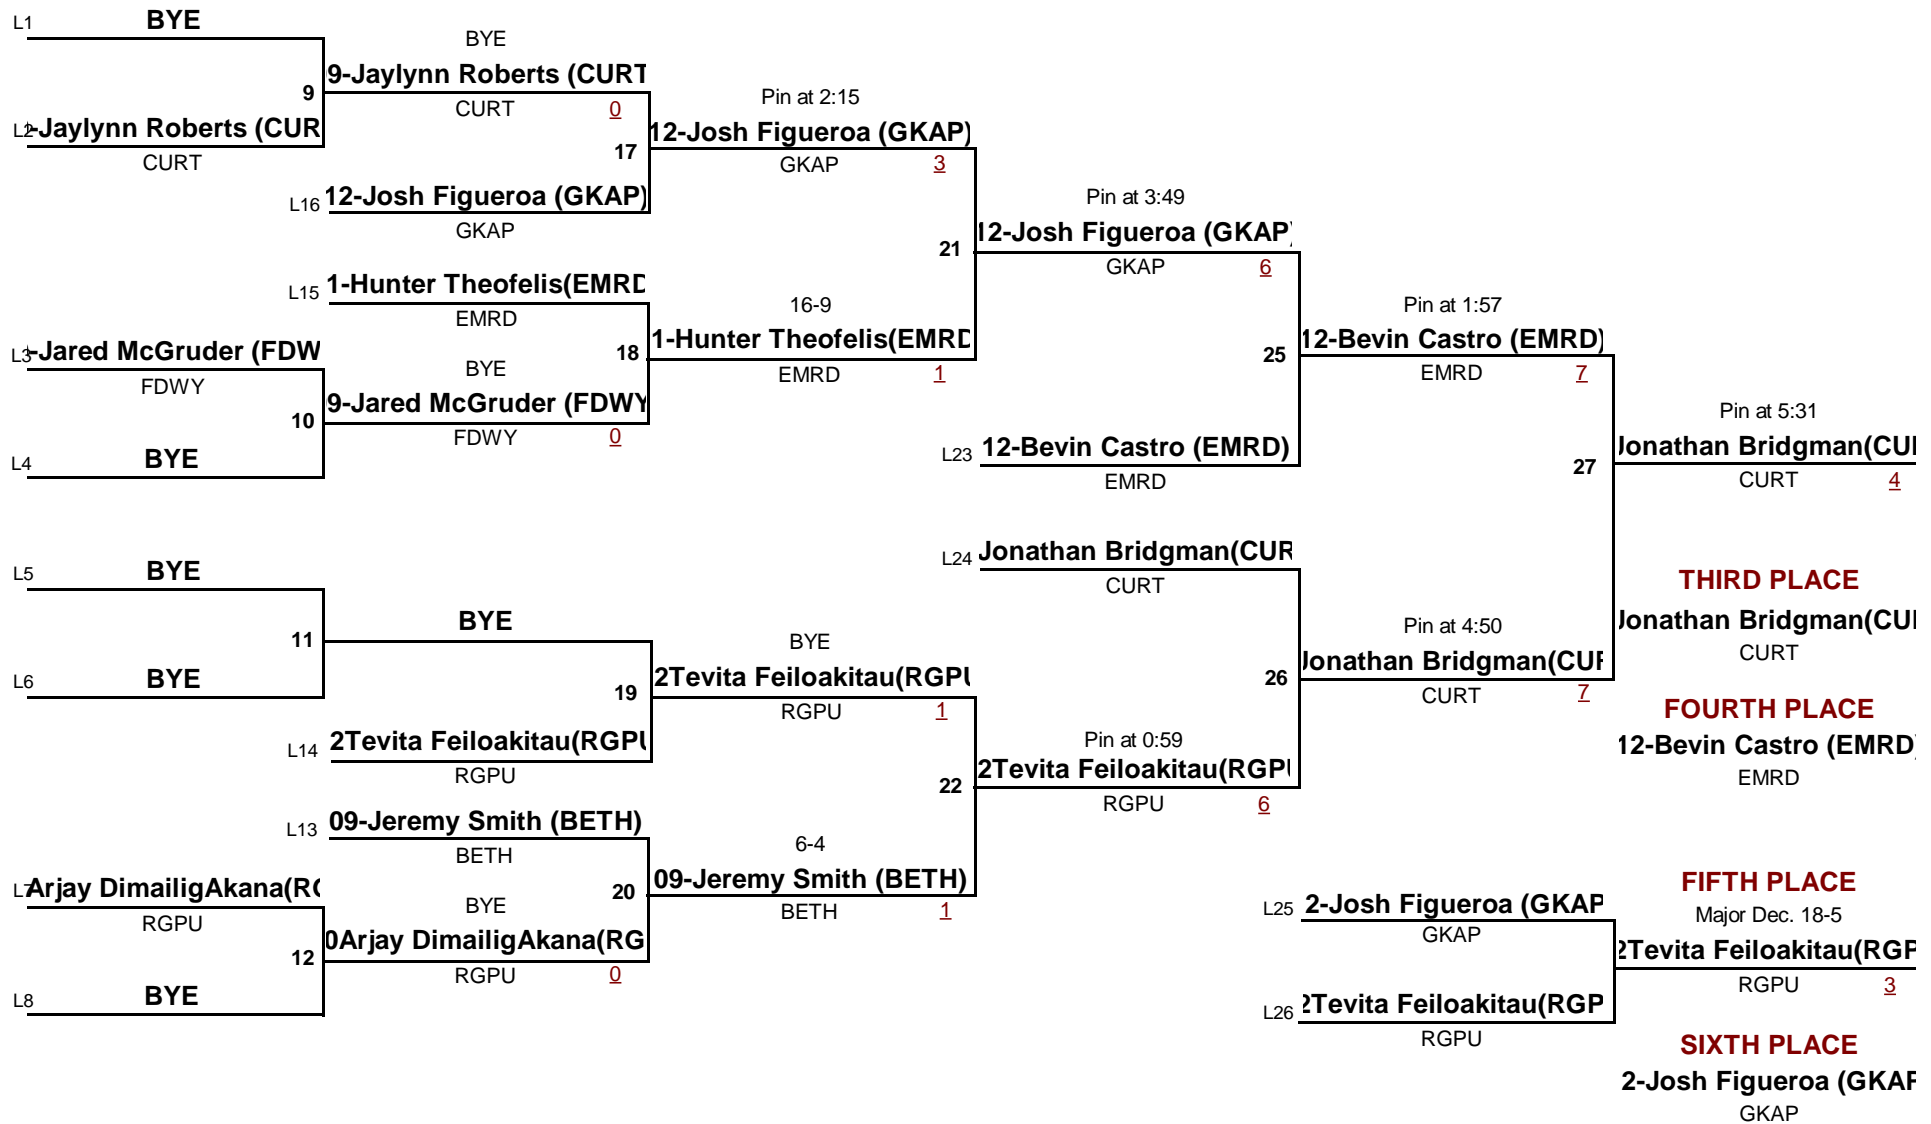 L1 BYE
BYE
9-Jaylynn Roberts (CURT
9
CURT 0
L2 -Jaylynn Roberts (CUR
CURT
Pin at 2:15
12-Josh Figueroa (GKAP)
17
GKAP 3
L16 12-Josh Figueroa (GKAP)
GKAP
Pin at 3:49
12-Josh Figueroa (GKAP)
21
GKAP 6
L15 1-Hunter Theofelis(EMRD
EMRD
16-9
1-Hunter Theofelis(EMRD
18
EMRD 1
L3 -Jared McGruder (FDW
FDWY
BYE
9-Jared McGruder (FDWY
10
FDWY 0
L4 BYE
Pin at 1:57
12-Bevin Castro (EMRD)
25
EMRD 7
L23 12-Bevin Castro (EMRD)
EMRD
Pin at 5:31
Jonathan Bridgman(CUR
27
CURT 4
L24 Jonathan Bridgman(CUR
CURT
L5 BYE
THIRD PLACE
Jonathan Bridgman(CUR
CURT
BYE
11
L6 BYE
BYE
2Tevita Feiloakitau(RGPU
19
RGPU 1
Pin at 4:50
Jonathan Bridgman(CUR
26
CURT 7
FOURTH PLACE
12-Bevin Castro (EMRD)
EMRD
L14 2Tevita Feiloakitau(RGPU
RGPU
Pin at 0:59
2Tevita Feiloakitau(RGPU
22
RGPU 6
L13 09-Jeremy Smith (BETH)
BETH
6-4
09-Jeremy Smith (BETH)
20
BETH 1
L7 Arjay DimailigAkana(RG
RGPU
BYE
0Arjay DimailigAkana(RG
12
RGPU 0
L8 BYE
L25 2-Josh Figueroa (GKAP
GKAP
FIFTH PLACE
Major Dec. 18-5
2Tevita Feiloakitau(RGP
RGPU 3
L26 2Tevita Feiloakitau(RGP
RGPU
SIXTH PLACE
2-Josh Figueroa (GKAP
GKAP